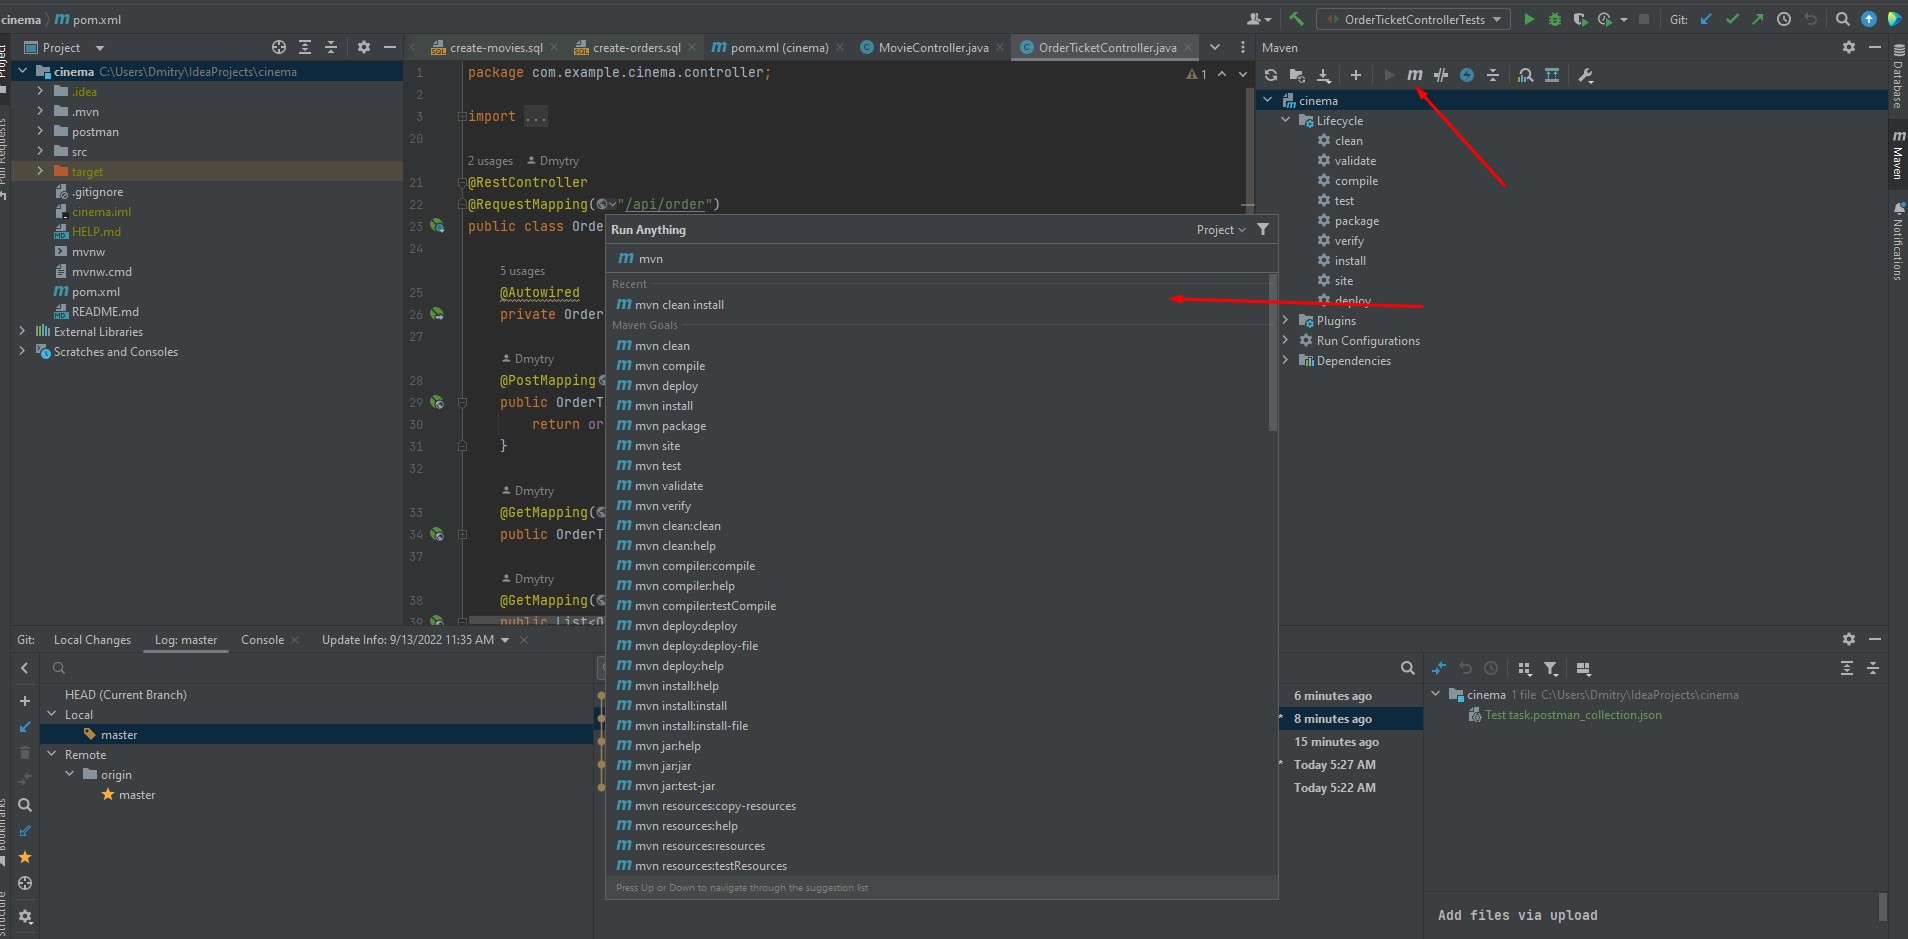 cinema pom.xml
OrderTicketControllerTests
Git:
Project
create-movies.sql
create-orders.sql
pom.xml (cinema)
MovieController.java
OrderTicketController.java
Maven
Project
Pull Requests
Bookmarks
Structure
Database
Maven
Notifications
cinema C:\Users\Dmitry\IdeaProjects\cinema
.idea
.mvn
postman
src
target
.gitignore
cinema.iml
HELP.md
mvnw
mvnw.cmd
pom.xml
README.md
External Libraries
Scratches and Consoles
1 package com.example.cinema.controller;
1
2
3 import ...
20
2 usages Dmytry
21 @RestController
22 @RequestMapping("/api/order")
23 public class Orde
24
5 usages
25 @Autowired
26 private Order
27
Dmytry
28 @PostMapping
29 public OrderT
30 return or
31 }
32
Dmytry
33 @GetMapping(
34 public OrderT
37
Dmytry
38 @GetMapping(
39 public List<O
Run Anything
Project
mvn
Recent
mvn clean install
Maven Goals
mvn clean
mvn compile
mvn deploy
mvn install
mvn package
mvn site
mvn test
mvn validate
mvn verify
mvn clean:clean
mvn clean:help
mvn compiler:compile
mvn compiler:help
mvn compiler:testCompile
mvn deploy:deploy
mvn deploy:deploy-file
mvn deploy:help
mvn install:help
mvn install:install
mvn install:install-file
mvn jar:help
mvn jar:jar
mvn jar:test-jar
mvn resources:copy-resources
mvn resources:help
mvn resources:resources
mvn resources:testResources
Press Up or Down to navigate through the suggestion list
cinema
Lifecycle
clean
validate
compile
test
package
verify
install
site
deploy
Plugins
Run Configurations
Dependencies
Git: Local Changes Log: master Console Update Info: 9/13/2022 11:35 AM
HEAD (Current Branch)
Local
master
Remote
origin
master
6 minutes ago
* 8 minutes ago
15 minutes ago
* Today 5:27 AM
Today 5:22 AM
cinema 1 file C:\Users\Dmitry\IdeaProjects\cinema
Test task.postman_collection.json
Add files via upload